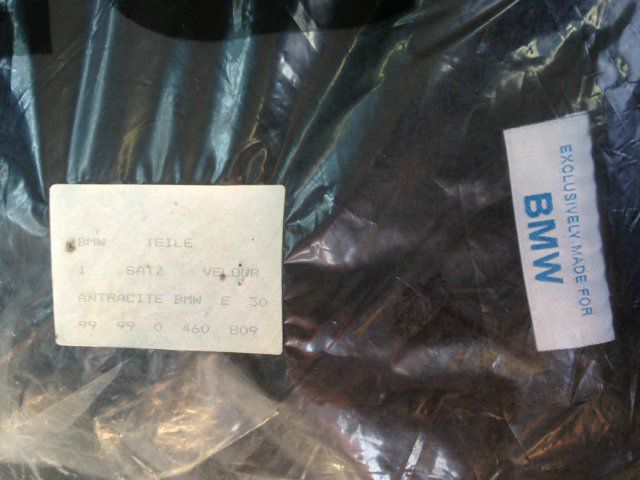 BMW TEILE
1 SATZ VELOUR
ANTRACITE BMW E 30
99 99 0 460 809
EXCLUSIVELY MADE FOR
BMW